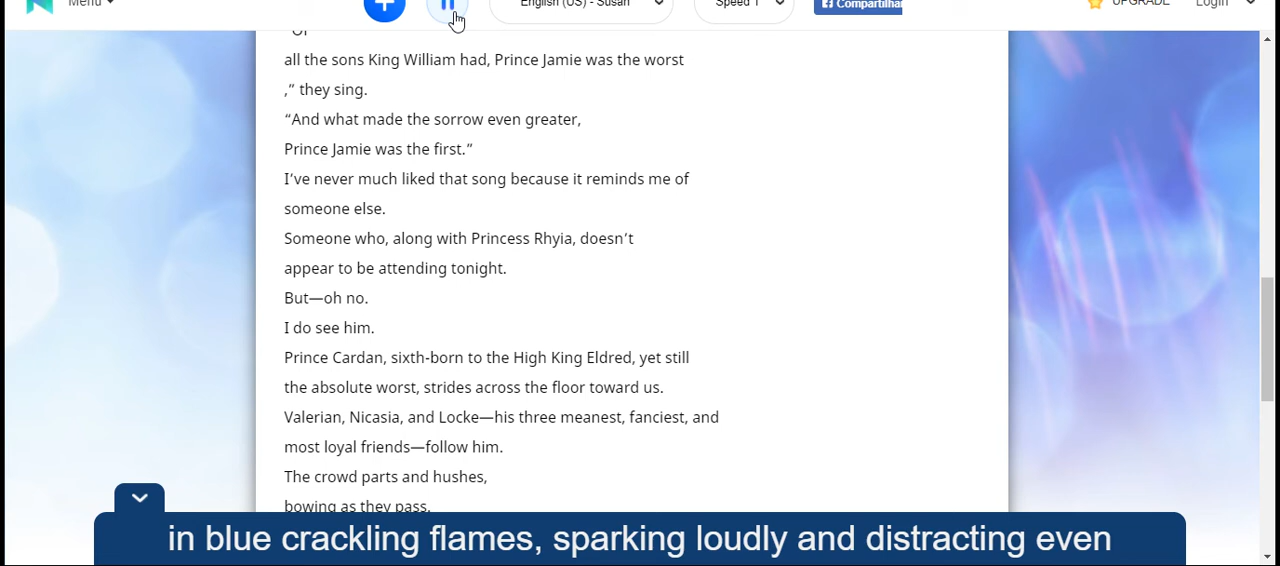 Menu
English (US) - Susan
Speed 1
Compartilhar
UPGRADE
Login
"Of
all the sons King William had, Prince Jamie was the worst
,” they sing.
“And what made the sorrow even greater,
Prince Jamie was the first.”
I’ve never much liked that song because it reminds me of
someone else.
Someone who, along with Princess Rhyia, doesn’t
appear to be attending tonight.
But—oh no.
I do see him.
Prince Cardan, sixth-born to the High King Eldred, yet still
the absolute worst, strides across the floor toward us.
Valerian, Nicasia, and Locke—his three meanest, fanciest, and
most loyal friends—follow him.
The crowd parts and hushes,
bowing as they pass.
in blue crackling flames, sparking loudly and distracting even